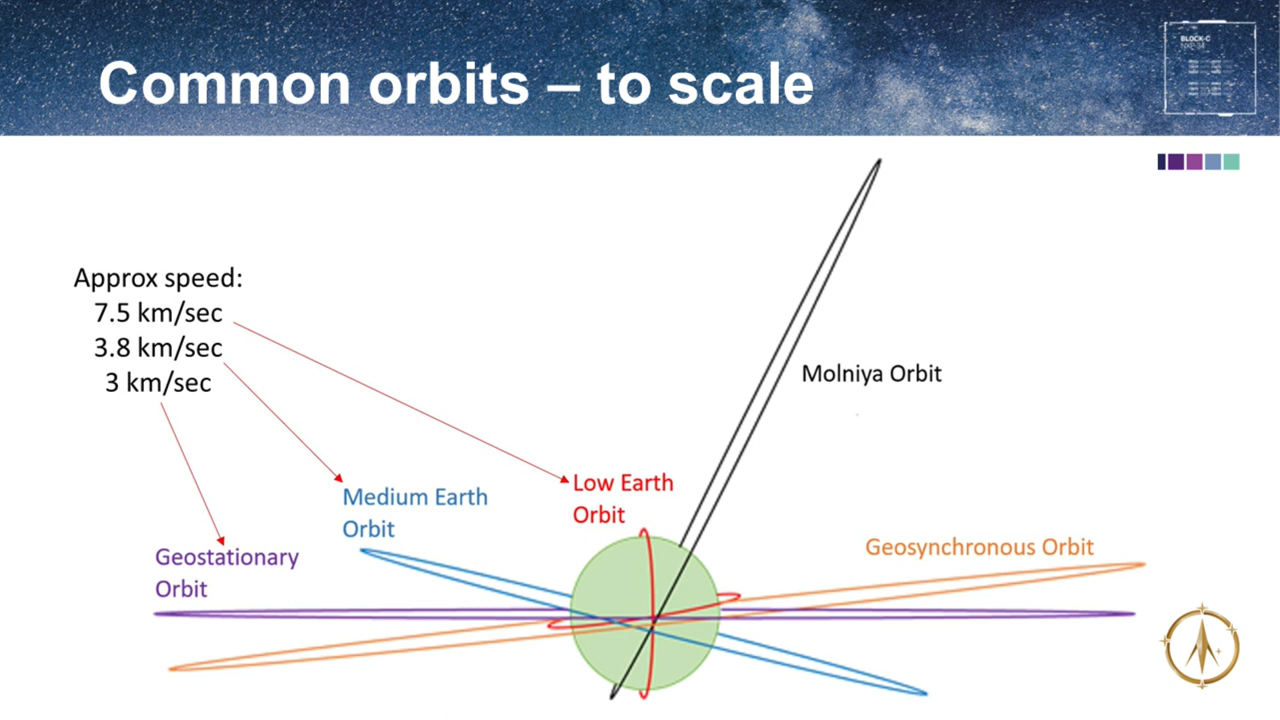 Common orbits – to scale
BLOCK-C
Approx speed:
7.5 km/sec
3.8 km/sec
3 km/sec
Molniya Orbit
Low Earth
Orbit
Medium Earth
Orbit
Geosynchronous Orbit
Geostationary
Orbit